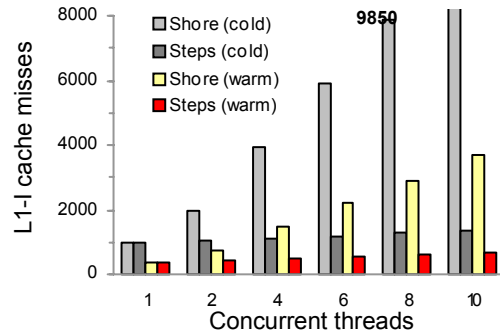 8000
6000
4000
2000
0
L1-I cache misses
Shore (cold)
Steps (cold)
Shore (warm)
Steps (warm)
9850
1 2 4 6 8 10
Concurrent threads